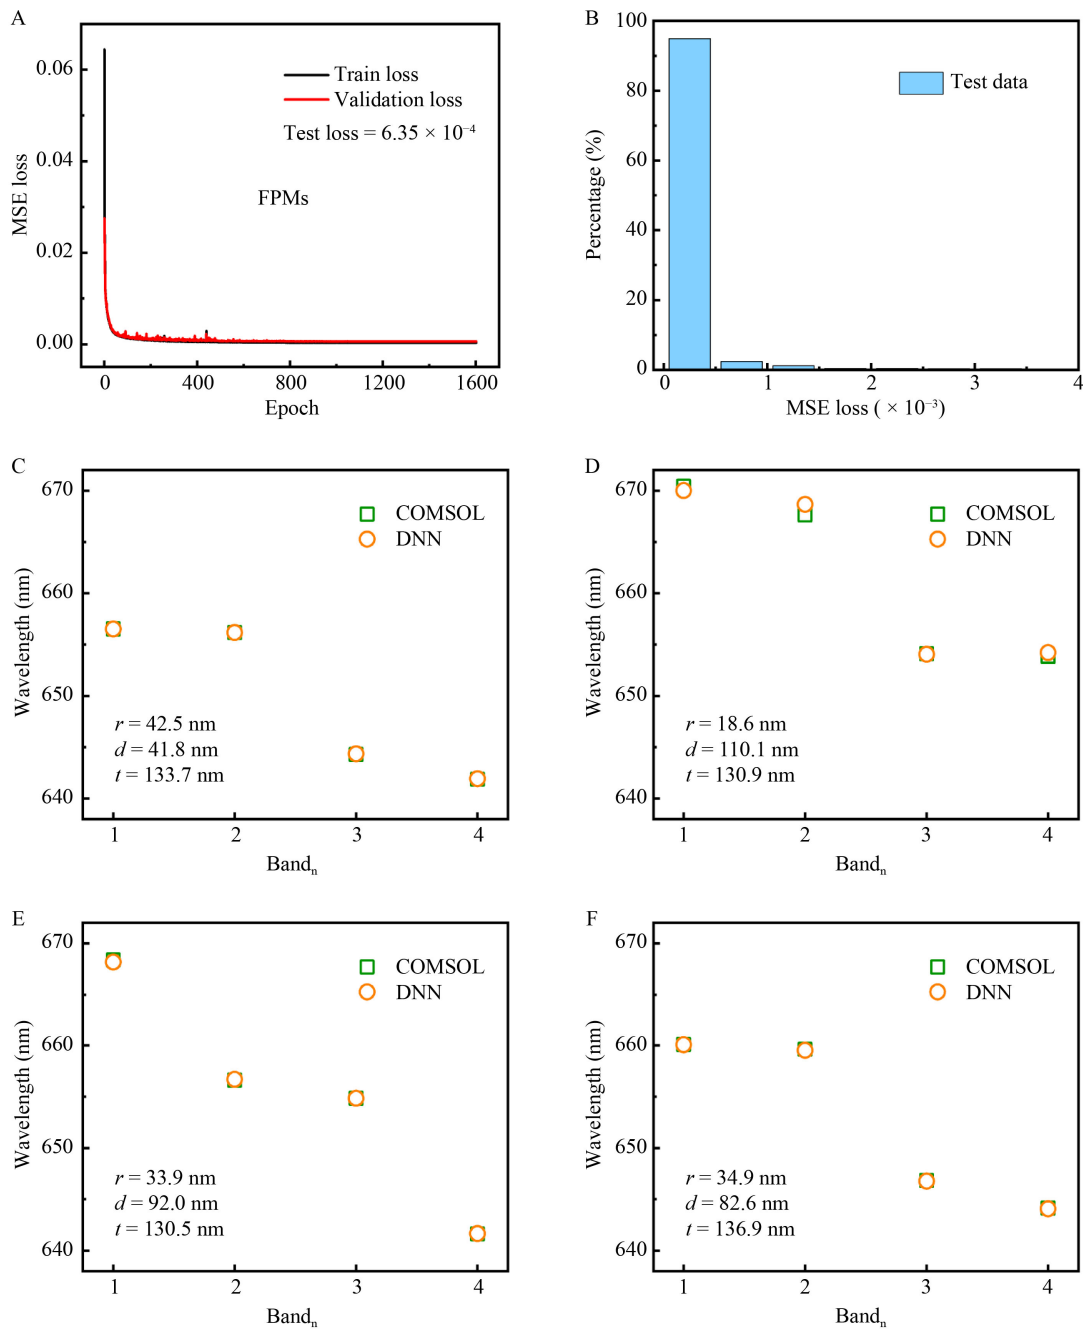 A
MSE loss
0.06
0.04
0.02
0.00
Train loss
Validation loss
Test loss = 6.35 × 10⁻⁴
FPMs
0 400 800 1200 1600
Epoch
B
Percentage (%)
100
80
60
40
20
0
Test data
0 1 2 3 4
MSE loss ( × 10⁻³)
C
Wavelength (nm)
670
660
650
640
COMSOL
DNN
r = 42.5 nm
d = 41.8 nm
t = 133.7 nm
1 2 3 4
Bandₙ
D
Wavelength (nm)
670
660
650
640
COMSOL
DNN
r = 18.6 nm
d = 110.1 nm
t = 130.9 nm
1 2 3 4
Bandₙ
E
Wavelength (nm)
670
660
650
640
COMSOL
DNN
r = 33.9 nm
d = 92.0 nm
t = 130.5 nm
1 2 3 4
Bandₙ
F
Wavelength (nm)
670
660
650
640
COMSOL
DNN
r = 34.9 nm
d = 82.6 nm
t = 136.9 nm
1 2 3 4
Bandₙ